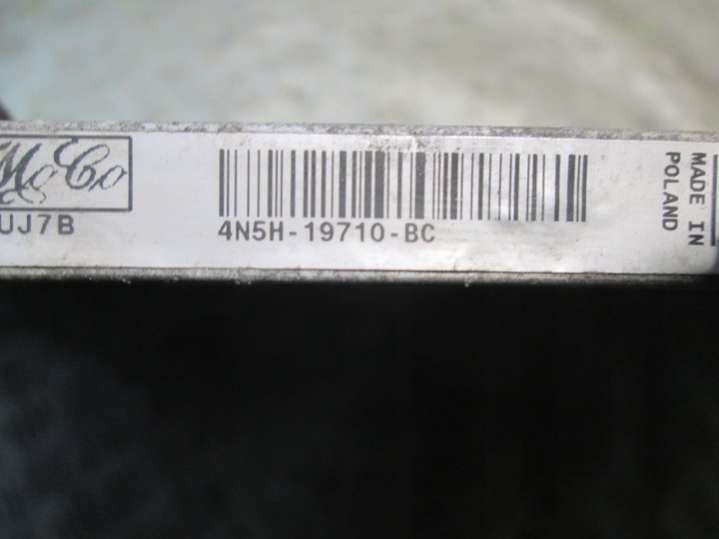 MoCo
UJ7B
4N5H-19710-BC
MADE IN
POLAND